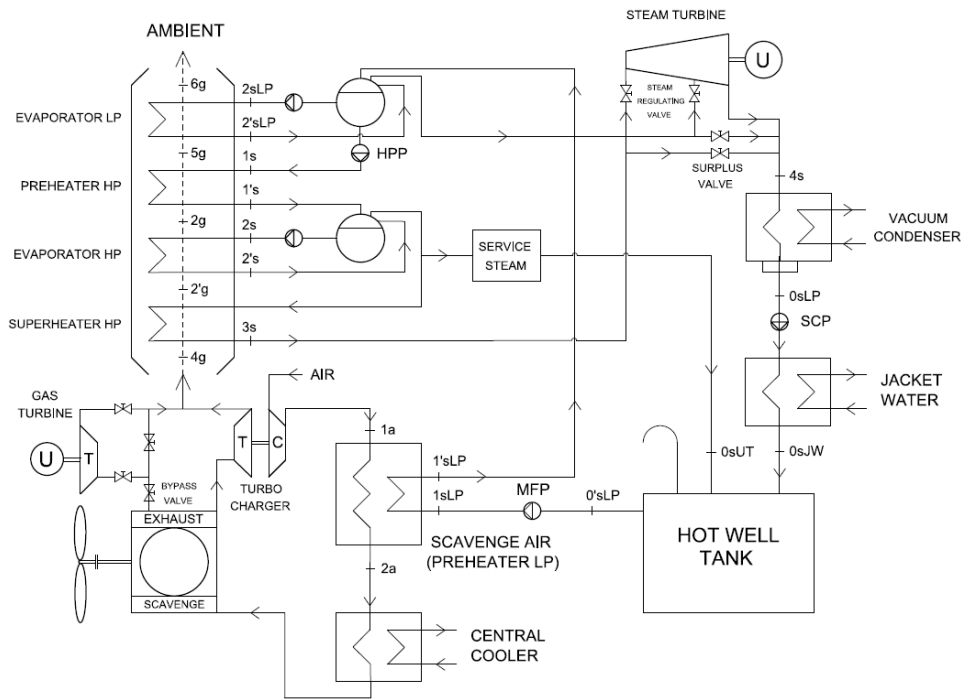 AMBIENT
STEAM TURBINE
U
6g
2sLP
EVAPORATOR LP
2'sLP
STEAM
REGULATING
VALVE
5g
1s
HPP
PREHEATER HP
1's
SURPLUS
VALVE
4s
2g
2s
EVAPORATOR HP
2's
SERVICE
STEAM
VACUUM
CONDENSER
2'g
0sLP
SUPERHEATER HP
3s
SCP
4g
AIR
JACKET
WATER
GAS
TURBINE
U
T
T
C
1a
0sUT
0sJW
BYPASS
VALVE
TURBO
CHARGER
1'sLP
1sLP
MFP
0'sLP
EXHAUST
SCAVENGE AIR
(PREHEATER LP)
HOT WELL
TANK
2a
SCAVENGE
CENTRAL
COOLER